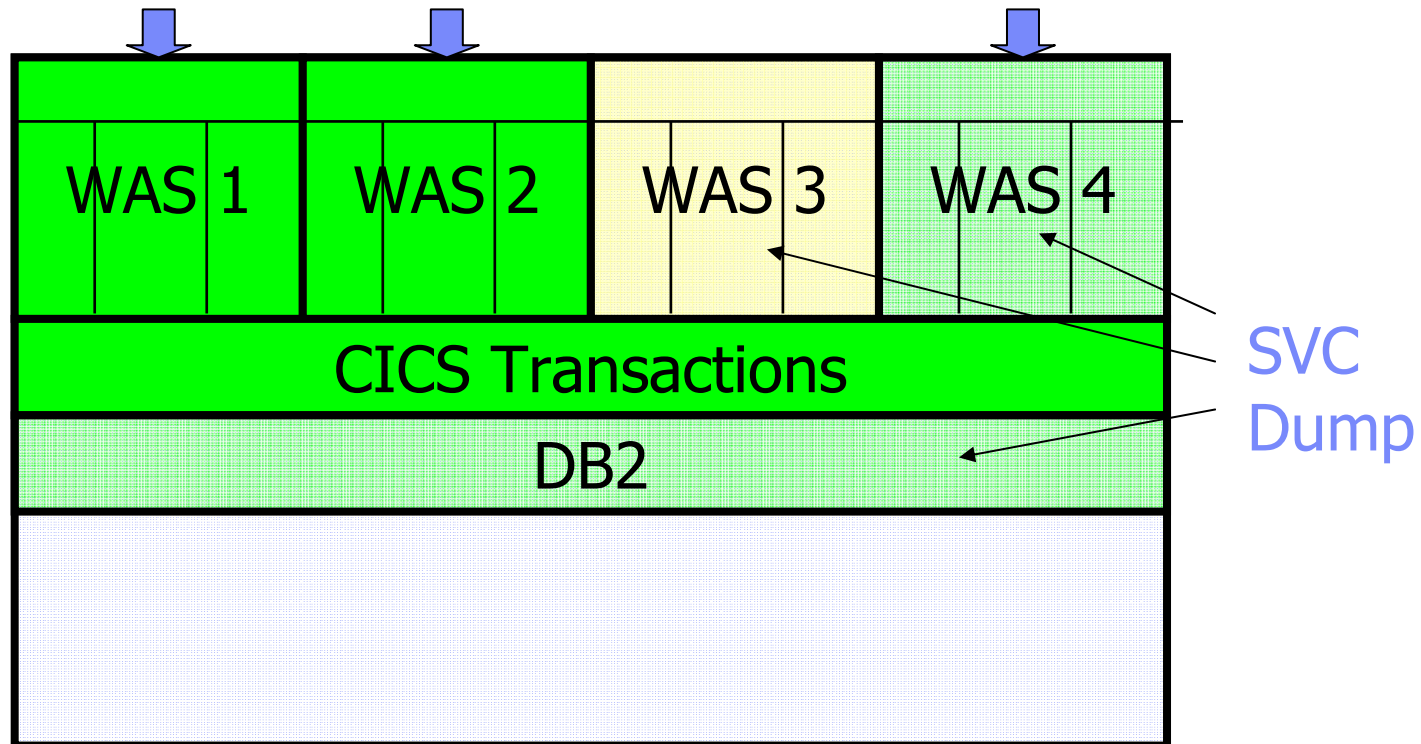 WAS 1
WAS 2
WAS 3
WAS 4
CICS Transactions
DB2
SVC
Dump